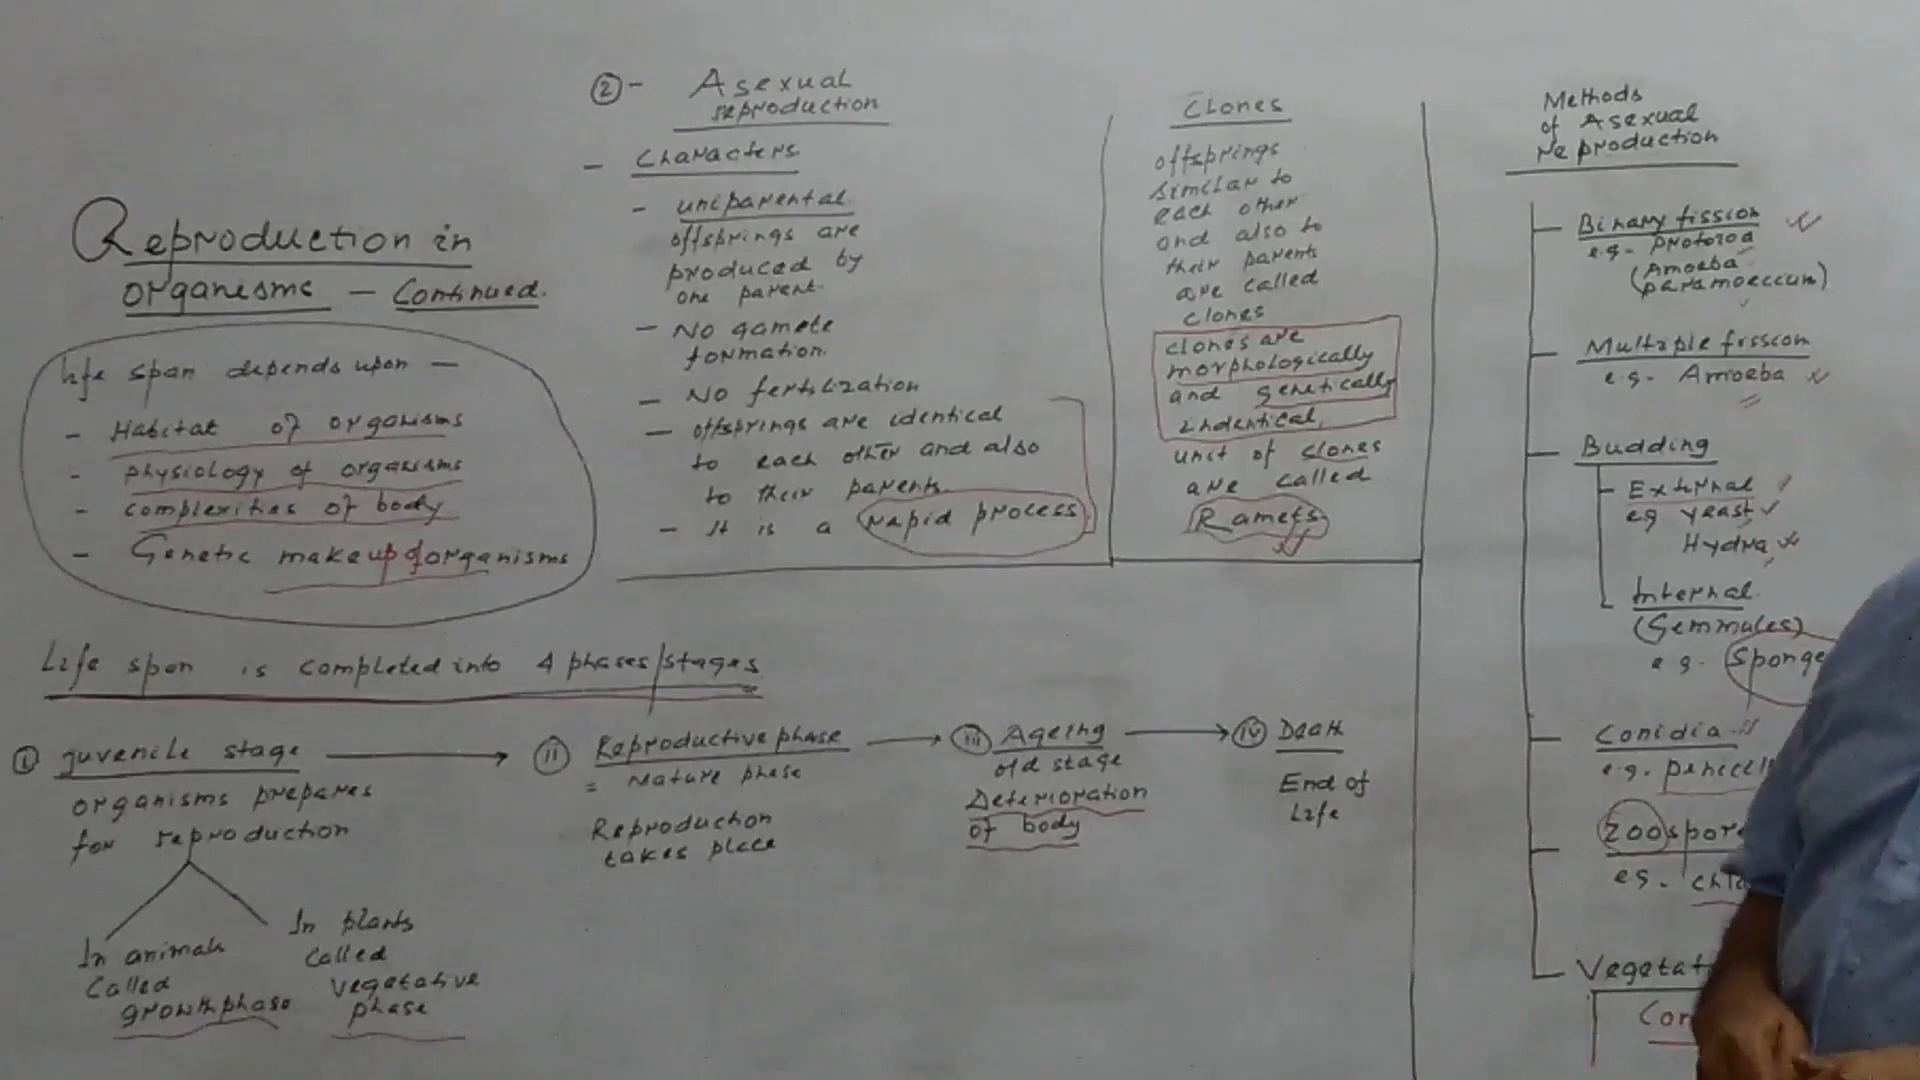 Reproduction in
organisms - Continued.
life span depends upon -
- Habitat of organisms
- physiology of organisms
- complexities of body
- Genetic makeup of organisms
② - Asexual
reproduction
- Characters
- uniparental
offsprings are
produced by
one parent.
- No gamete
formation.
- No fertilization
- offsprings are identical
to each other and also
to their parents.
- It is a rapid process
Clones
offsprings
similar to
each other
and also to
their parents
are called
clones
clones are
morphologically
and genetically
indentical.
unit of clones
are called
Ramets
Methods
of Asexual
reproduction
Binary fission
e.g. - protozoa
(Amoeba
paramoeccum)
Multiple fission
e.g. - Amoeba
Budding
External
eg yeast
Hydra
Internal
(Gemmules)
e.g. Sponge
Conidia
e.g.
eg -
Life span is completed into 4 phases/stages
① juvenile stage
organisms prepares
for reproduction
In animals
called
growth phase
In plants
called
vegetative
phase
ⅱ Reproductive phase
= Mature phase
Reproduction
takes place
ⅲ Ageing
old stage
Deterioration
of body
ⅳ Death
End of
Life